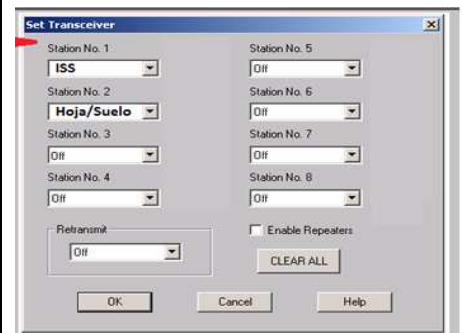 Set Transceiver
Station No. 1
ISS
Station No. 2
Hoja/Suelo
Station No. 3
Off
Station No. 4
Off
Station No. 5
Off
Station No. 6
Off
Station No. 7
Off
Station No. 8
Off
Retransmit
Off
Enable Repeaters
CLEAR ALL
OK
Cancel
Help